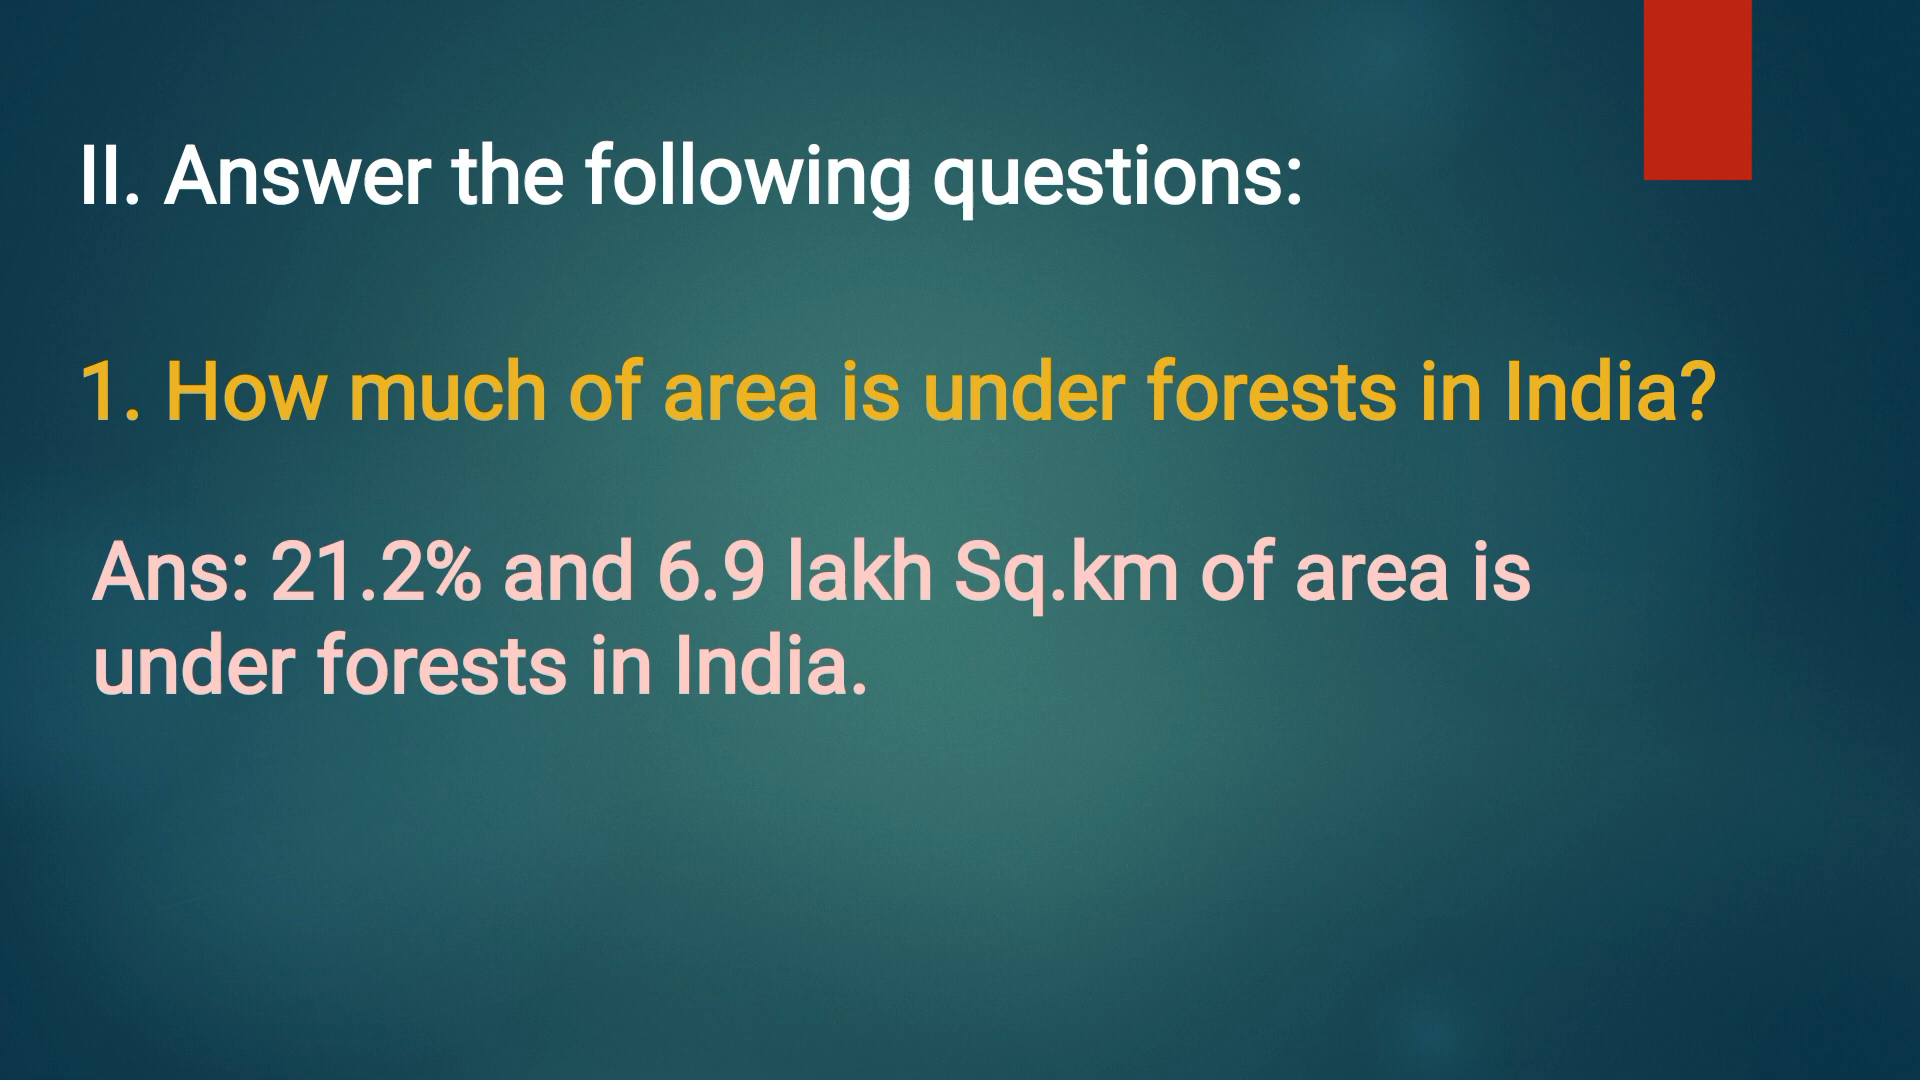 II. Answer the following questions:
1. How much of area is under forests in India?
Ans: 21.2% and 6.9 lakh Sq.km of area is
under forests in India.